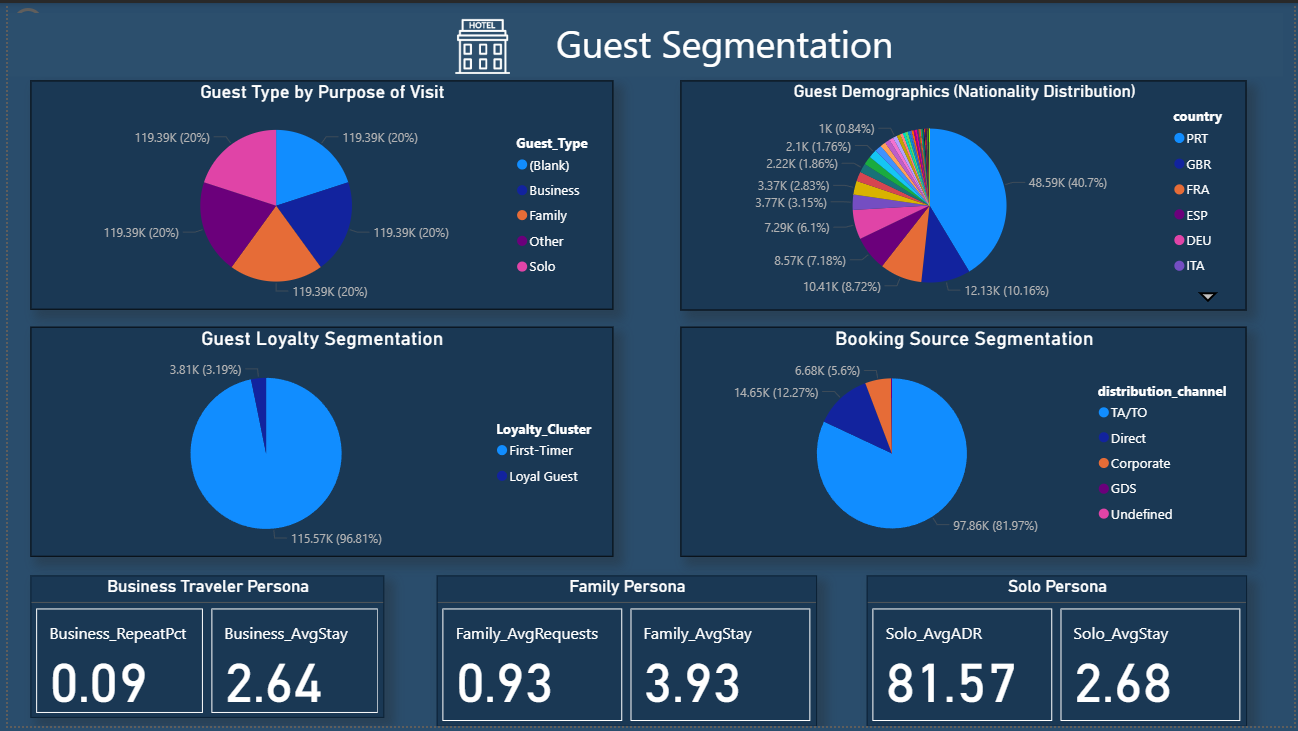 HOTEL
Guest Segmentation
Guest Type by Purpose of Visit
119.39K (20%)
119.39K (20%)
119.39K (20%)
119.39K (20%)
119.39K (20%)
Guest_Type
(Blank)
Business
Family
Other
Solo
Guest Demographics (Nationality Distribution)
1K (0.84%)
2.1K (1.76%)
2.22K (1.86%)
3.37K (2.83%)
3.77K (3.15%)
7.29K (6.1%)
8.57K (7.18%)
10.41K (8.72%)
12.13K (10.16%)
48.59K (40.7%)
country
PRT
GBR
FRA
ESP
DEU
ITA
Guest Loyalty Segmentation
3.81K (3.19%)
115.57K (96.81%)
Loyalty_Cluster
First-Timer
Loyal Guest
Booking Source Segmentation
6.68K (5.6%)
14.65K (12.27%)
97.86K (81.97%)
distribution_channel
TA/TO
Direct
Corporate
GDS
Undefined
Business Traveler Persona
Business_RepeatPct
0.09
Business_AvgStay
2.64
Family Persona
Family_AvgRequests
0.93
Family_AvgStay
3.93
Solo Persona
Solo_AvgADR
81.57
Solo_AvgStay
2.68